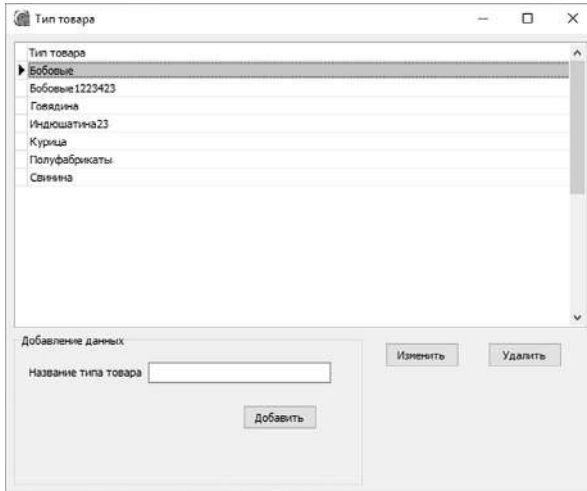 Тип товара
Тип товара
Бобовые
Бобовые1223423
Говядина
Индюшатина23
Курица
Полуфабрикаты
Свинина
Добавление данных
Изменить Удалить
Название типа товара
Добавить